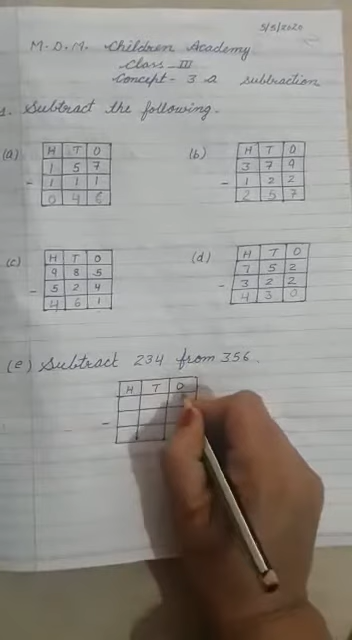 5/5/2020
M.D.M. Children Academy
Class - III
Concept - 3.2 Subtraction
1. Subtract the following.
(a) (b)
H T O H T O
1 5 7 3 7 9
- 1 1 1 - 1 2 2
0 4 6 2 5 7
(c) (d)
H T O H T O
9 8 5 7 5 2
- 5 2 4 - 3 2 2
4 6 1 4 3 0
(e) Subtract 234 from 356.
H T O
-